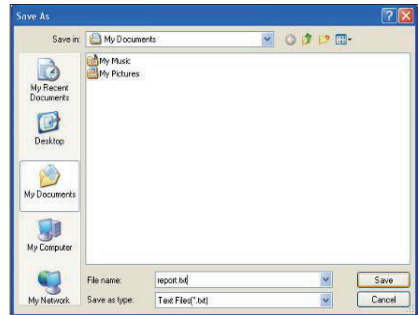 Save As
Save in: My Documents
My Recent Documents
Desktop
My Documents
My Computer
My Network
My Music
My Pictures
File name: report.txt
Save
Save as type: Text Files(*.txt)
Cancel